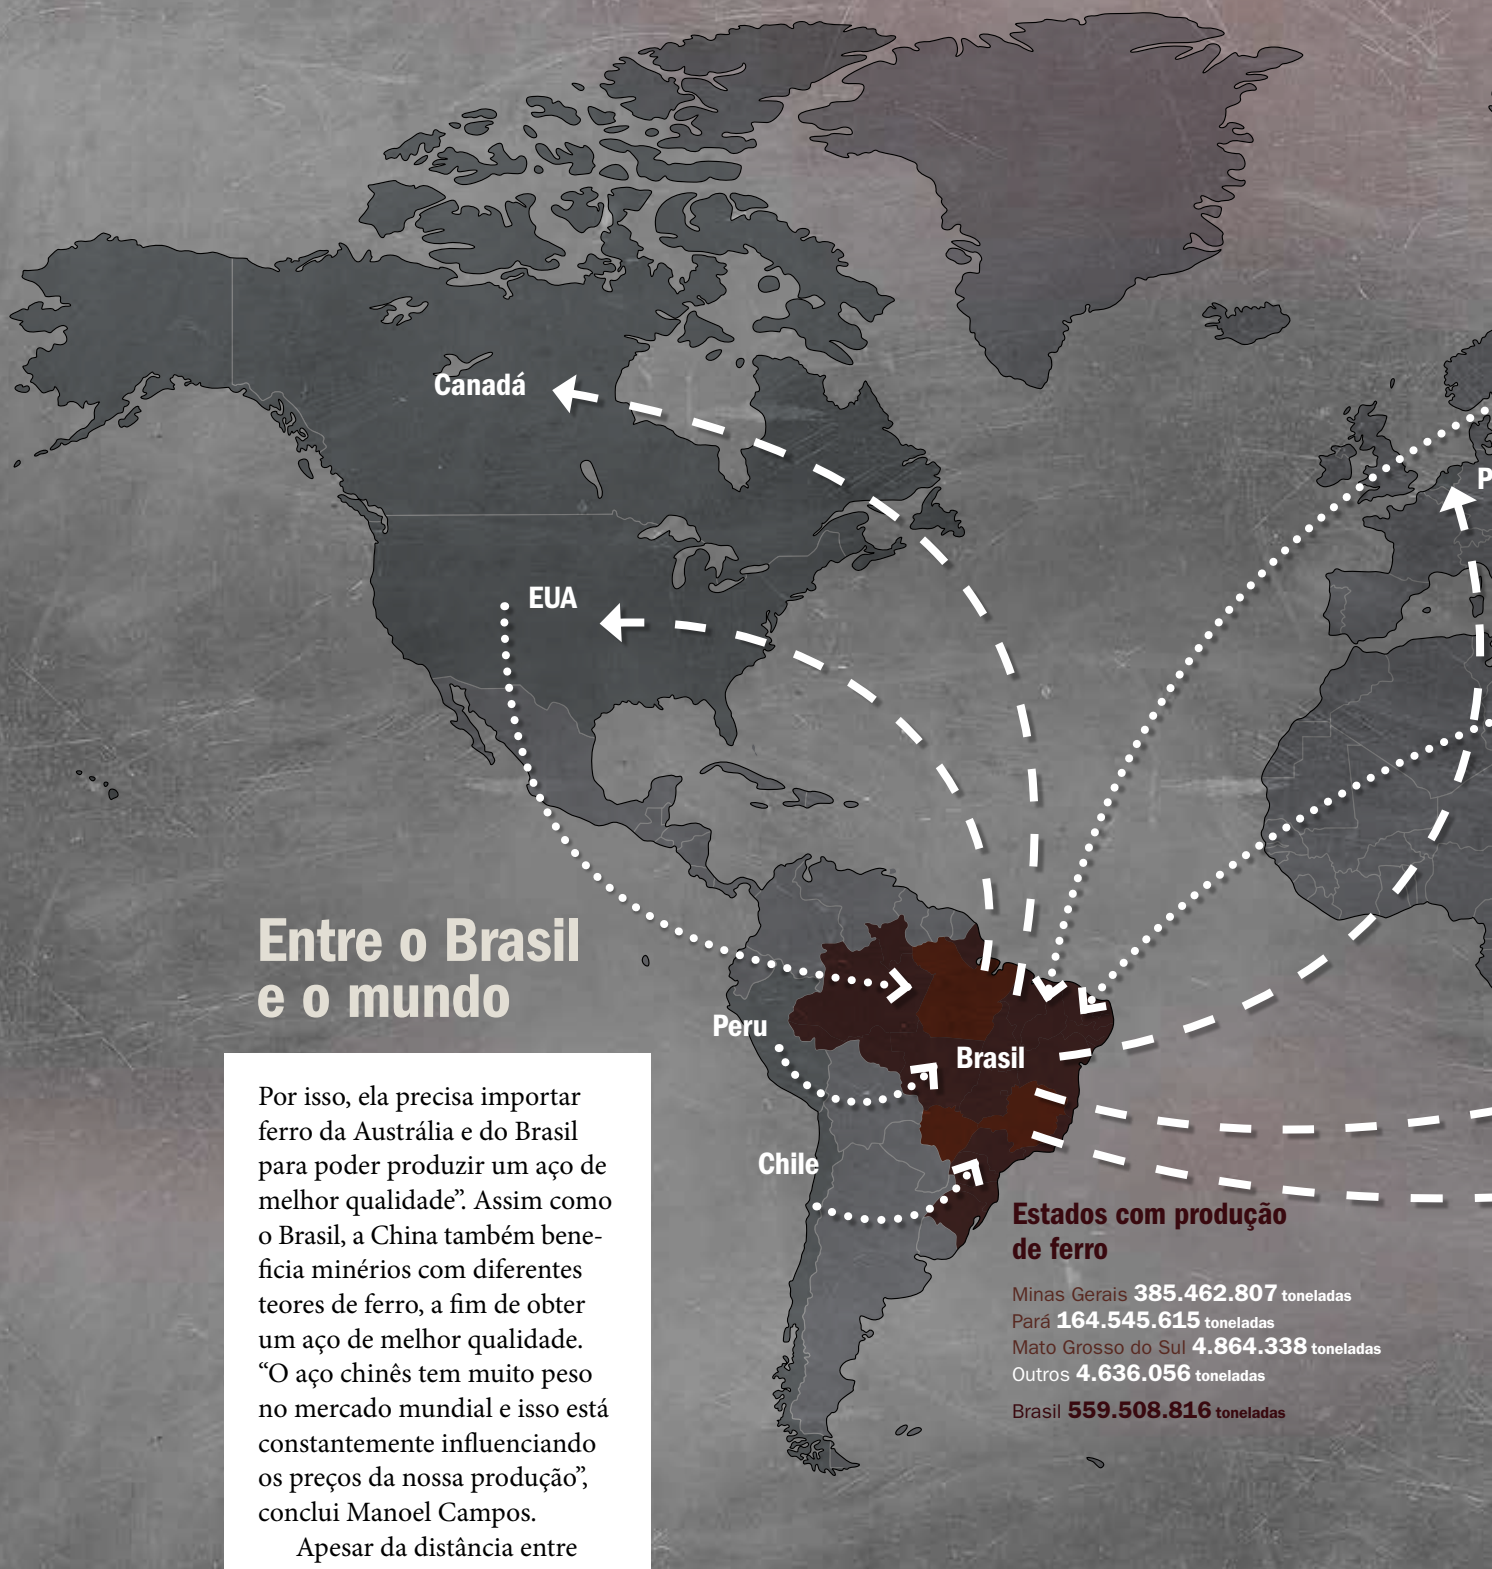 Canadá
EUA
P
Entre o Brasil
e o mundo
Peru
Brasil
Chile
Por isso, ela precisa importar
ferro da Austrália e do Brasil
para poder produzir um aço de
melhor qualidade”. Assim como
o Brasil, a China também bene-
ficia minérios com diferentes
teores de ferro, a fim de obter
um aço de melhor qualidade.
“O aço chinês tem muito peso
no mercado mundial e isso está
constantemente influenciando
os preços da nossa produção”,
conclui Manoel Campos.
Apesar da distância entre
Estados com produção
de ferro
Minas Gerais 385.462.807 toneladas
Pará 164.545.615 toneladas
Mato Grosso do Sul 4.864.338 toneladas
Outros 4.636.056 toneladas
Brasil 559.508.816 toneladas